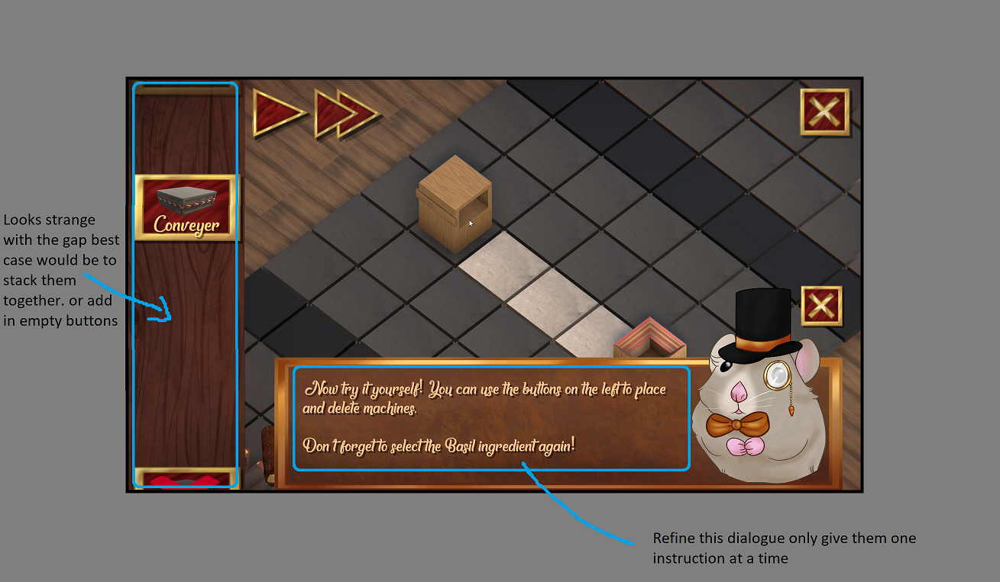 Looks strange
with the gap best
case would be to
stack them
together. or add
in empty buttons
Conveyer
Now try it yourself! You can use the buttons on the left to place
and delete machines.
Don't forget to select the Basil ingredient again!
Refine this dialogue only give them one
instruction at a time